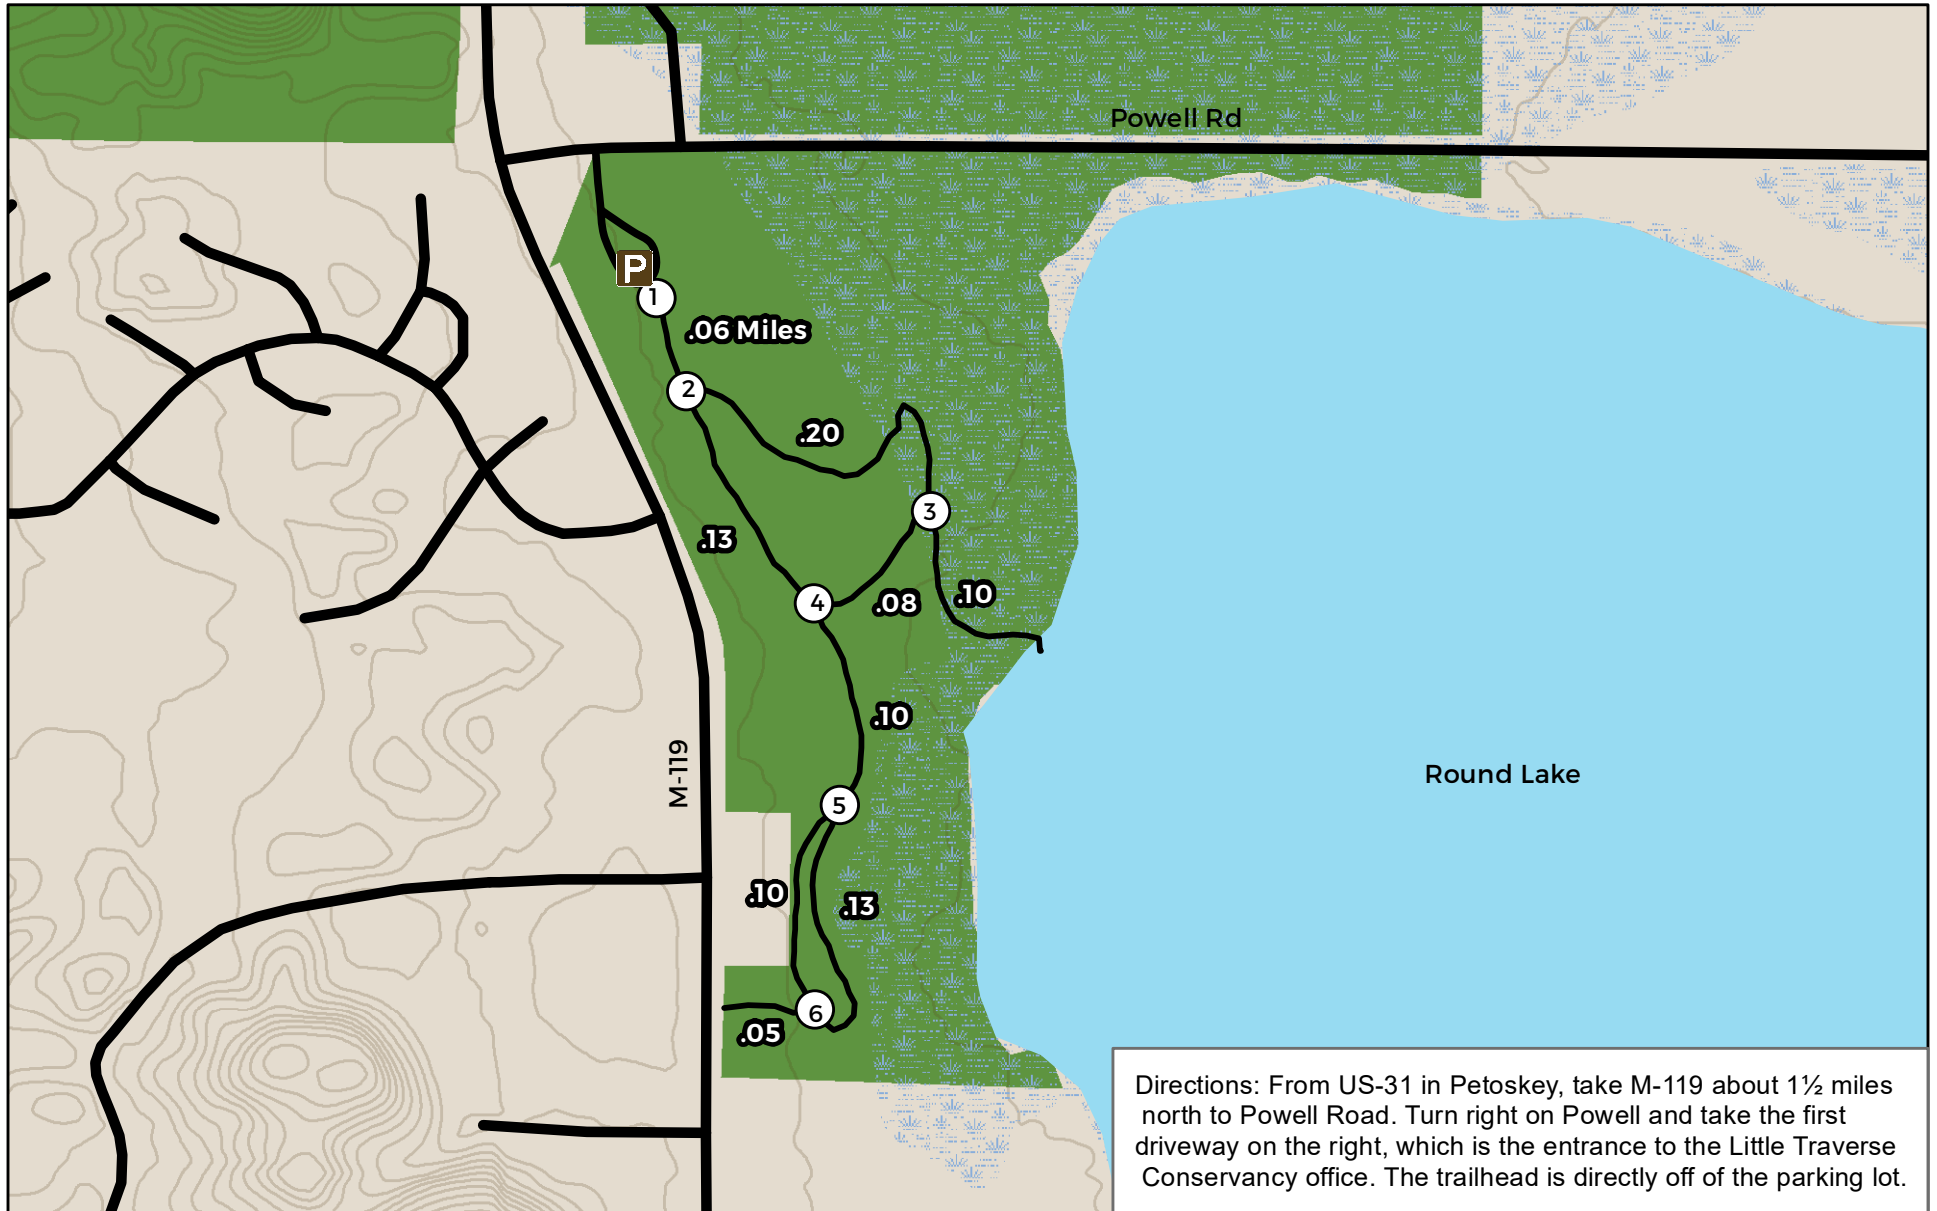 Powell Rd
P
1
.06 Miles
2
.20
3
.13
4
.08
.10
.10
M-119
Round Lake
5
.10
.13
6
.05
Directions: From US-31 in Petoskey, take M-119 about 1½ miles
north to Powell Road. Turn right on Powell and take the first
driveway on the right, which is the entrance to the Little Traverse
Conservancy office. The trailhead is directly off of the parking lot.